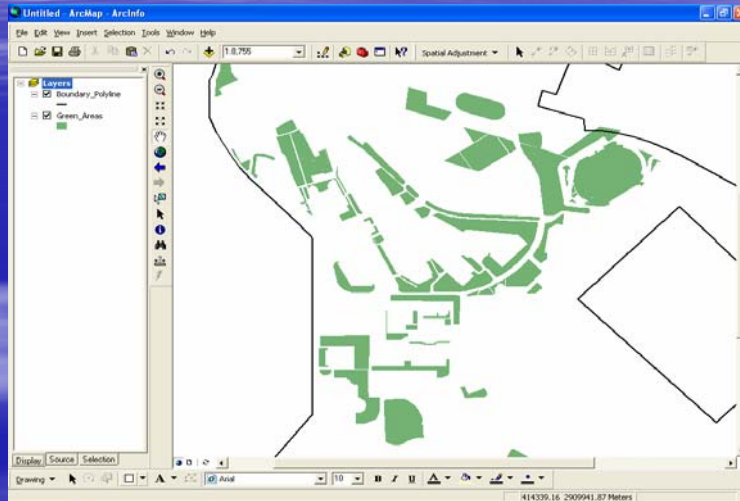 Untitled - ArcMap - ArcInfo
File Edit View Insert Selection Tools Window Help
1:8,755 Spatial Adjustment
Layers
Boundary_Polyline
Green_Areas
Display Source Selection
Drawing A Arial 10 B I U A
414339.16 2909941.87 Meters